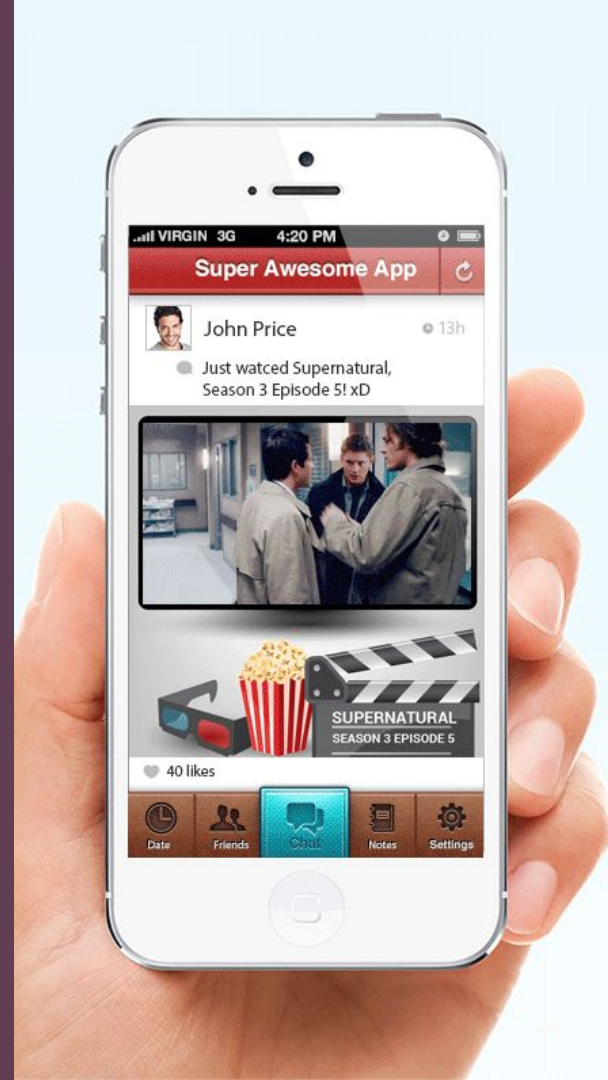 VIRGIN 3G 4:20 PM
Super Awesome App
John Price 13h
Just watced Supernatural,
Season 3 Episode 5! xD
SUPERNATURAL
SEASON 3 EPISODE 5
40 likes
Date Friends Chat Notes Settings